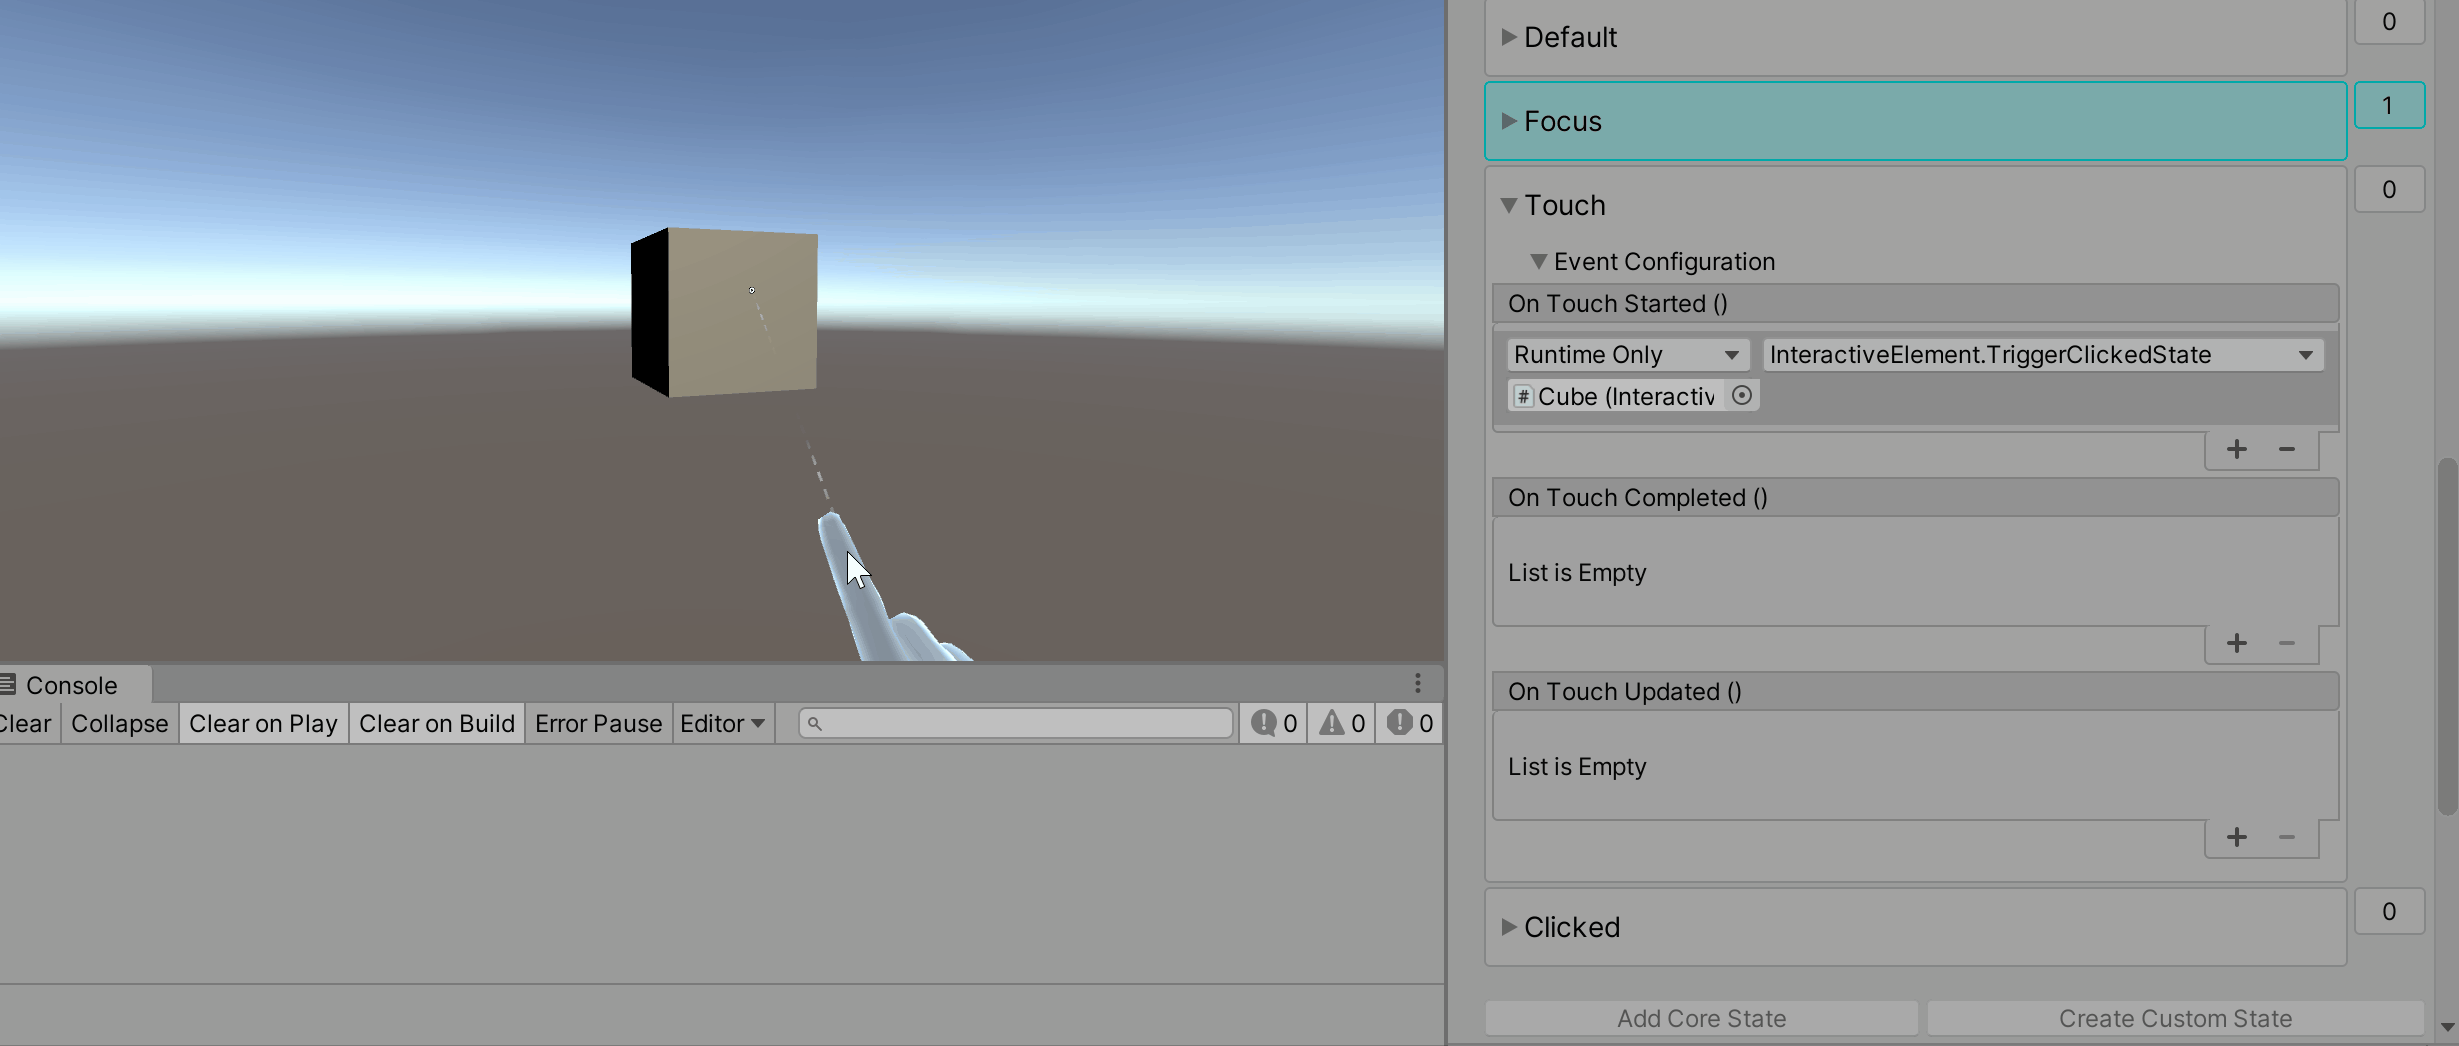 Default
0
Focus
1
Touch
0
Event Configuration
On Touch Started ()
Runtime Only
InteractiveElement.TriggerClickedState
# Cube (Interactiv
+ −
On Touch Completed ()
List is Empty
+ −
On Touch Updated ()
List is Empty
+ −
Clicked
0
Add Core State
Create Custom State
Console
Clear
Collapse
Clear on Play
Clear on Build
Error Pause
Editor
0
0
0